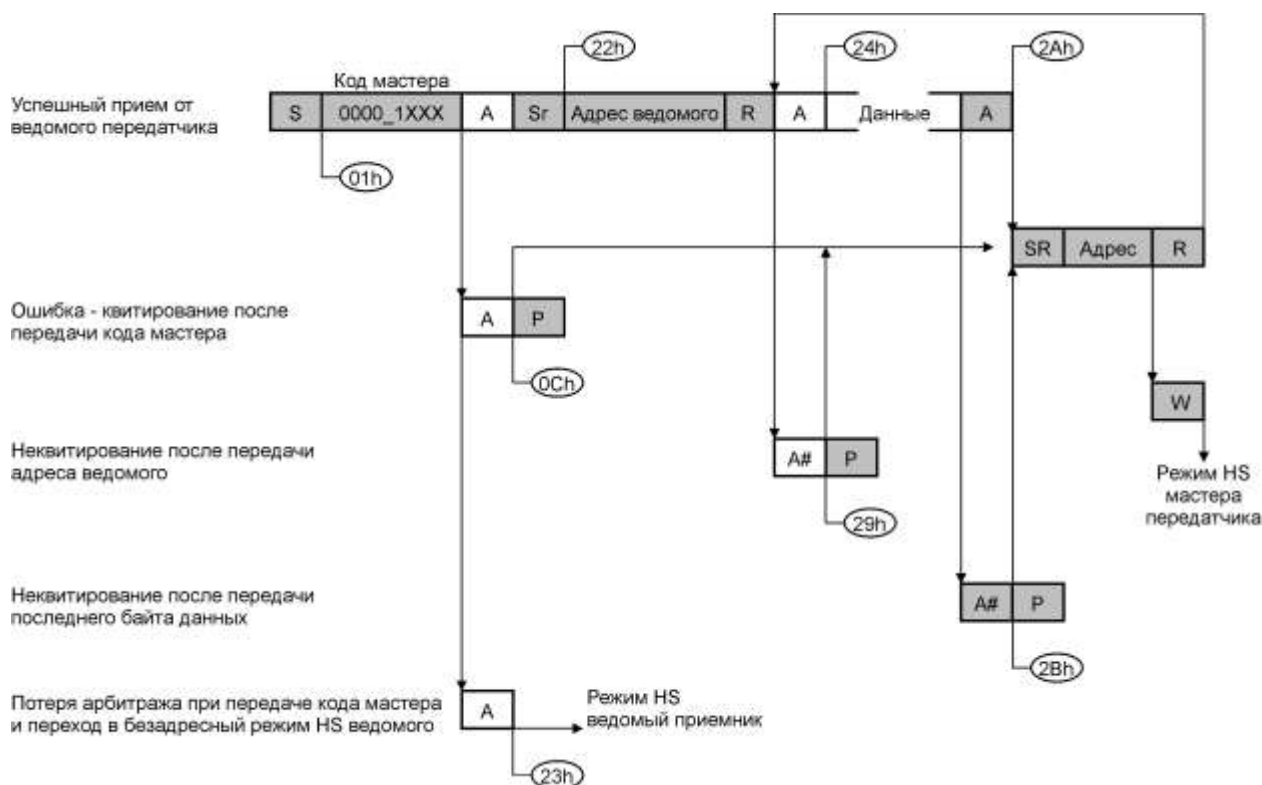 22h
24h
2Ah
Код мастера
Успешный прием от
ведомого передатчика
S 0000_1XXX A Sr Адрес ведомого R A Данные A
01h
SR Адрес R
Ошибка - квитирование после
передачи кода мастера
A P
0Ch
W
Неквитирование после передачи
адреса ведомого
A# P
Режим HS
мастера
передатчика
29h
Неквитирование после передачи
последнего байта данных
A# P
2Bh
Потеря арбитража при передаче кода мастера
и переход в безадресный режим HS ведомого
A
Режим HS
ведомый приемник
23h